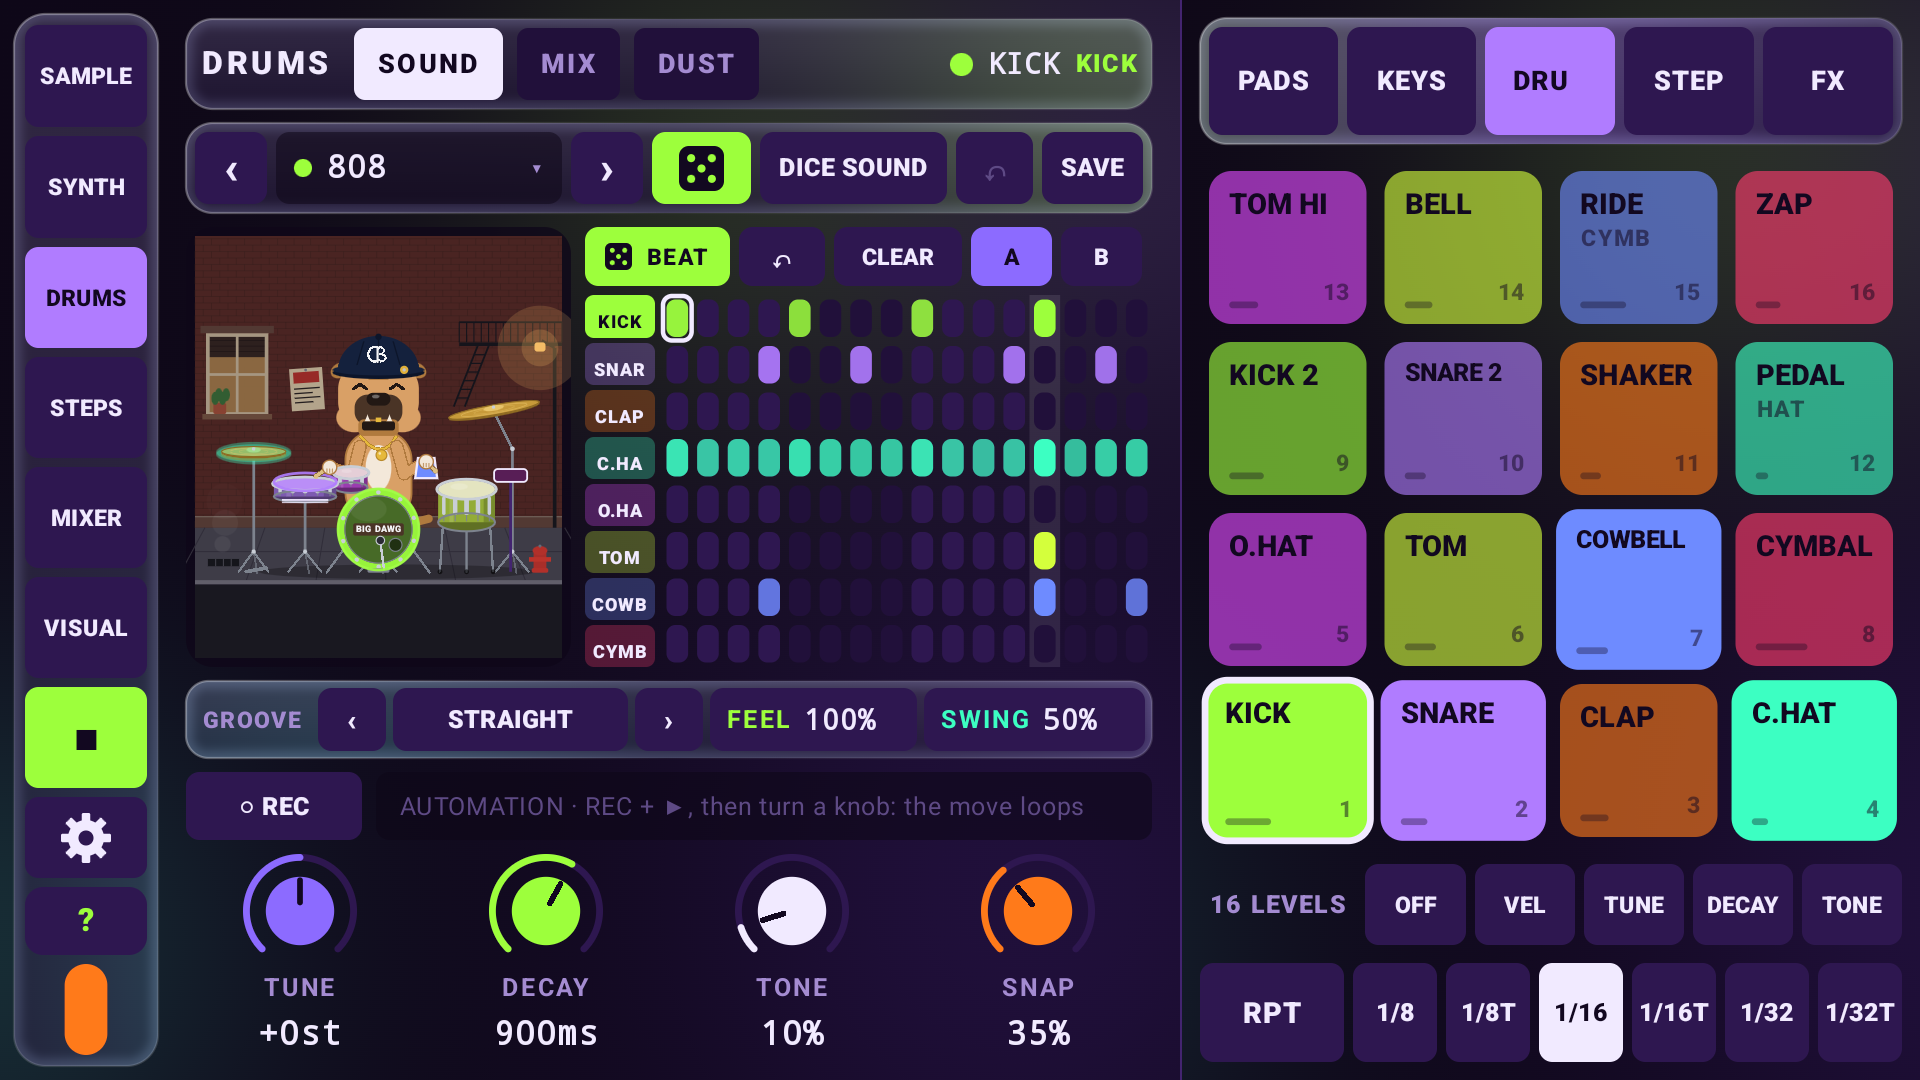 SAMPLE
SYNTH
DRUMS
STEPS
MIXER
VISUAL
?
DRUMS SOUND MIX DUST KICK KICK
‹ 808 ▾ › DICE SOUND SAVE
BEAT CLEAR A B
KICK
SNAR
CLAP
C.HA
O.HA
TOM
COWB
CYMB
CB
BIG DAWG
GROOVE ‹ STRAIGHT › FEEL 100% SWING 50%
○ REC AUTOMATION · REC + ►, then turn a knob: the move loops
TUNE DECAY TONE SNAP
+0st 900ms 10% 35%
PADS KEYS DRU STEP FX
TOM HI BELL RIDE ZAP
CYMB
13 14 15 16
KICK 2 SNARE 2 SHAKER PEDAL
HAT
9 10 11 12
O.HAT TOM COWBELL CYMBAL
5 6 7 8
KICK SNARE CLAP C.HAT
1 2 3 4
16 LEVELS OFF VEL TUNE DECAY TONE
RPT 1/8 1/8T 1/16 1/16T 1/32 1/32T